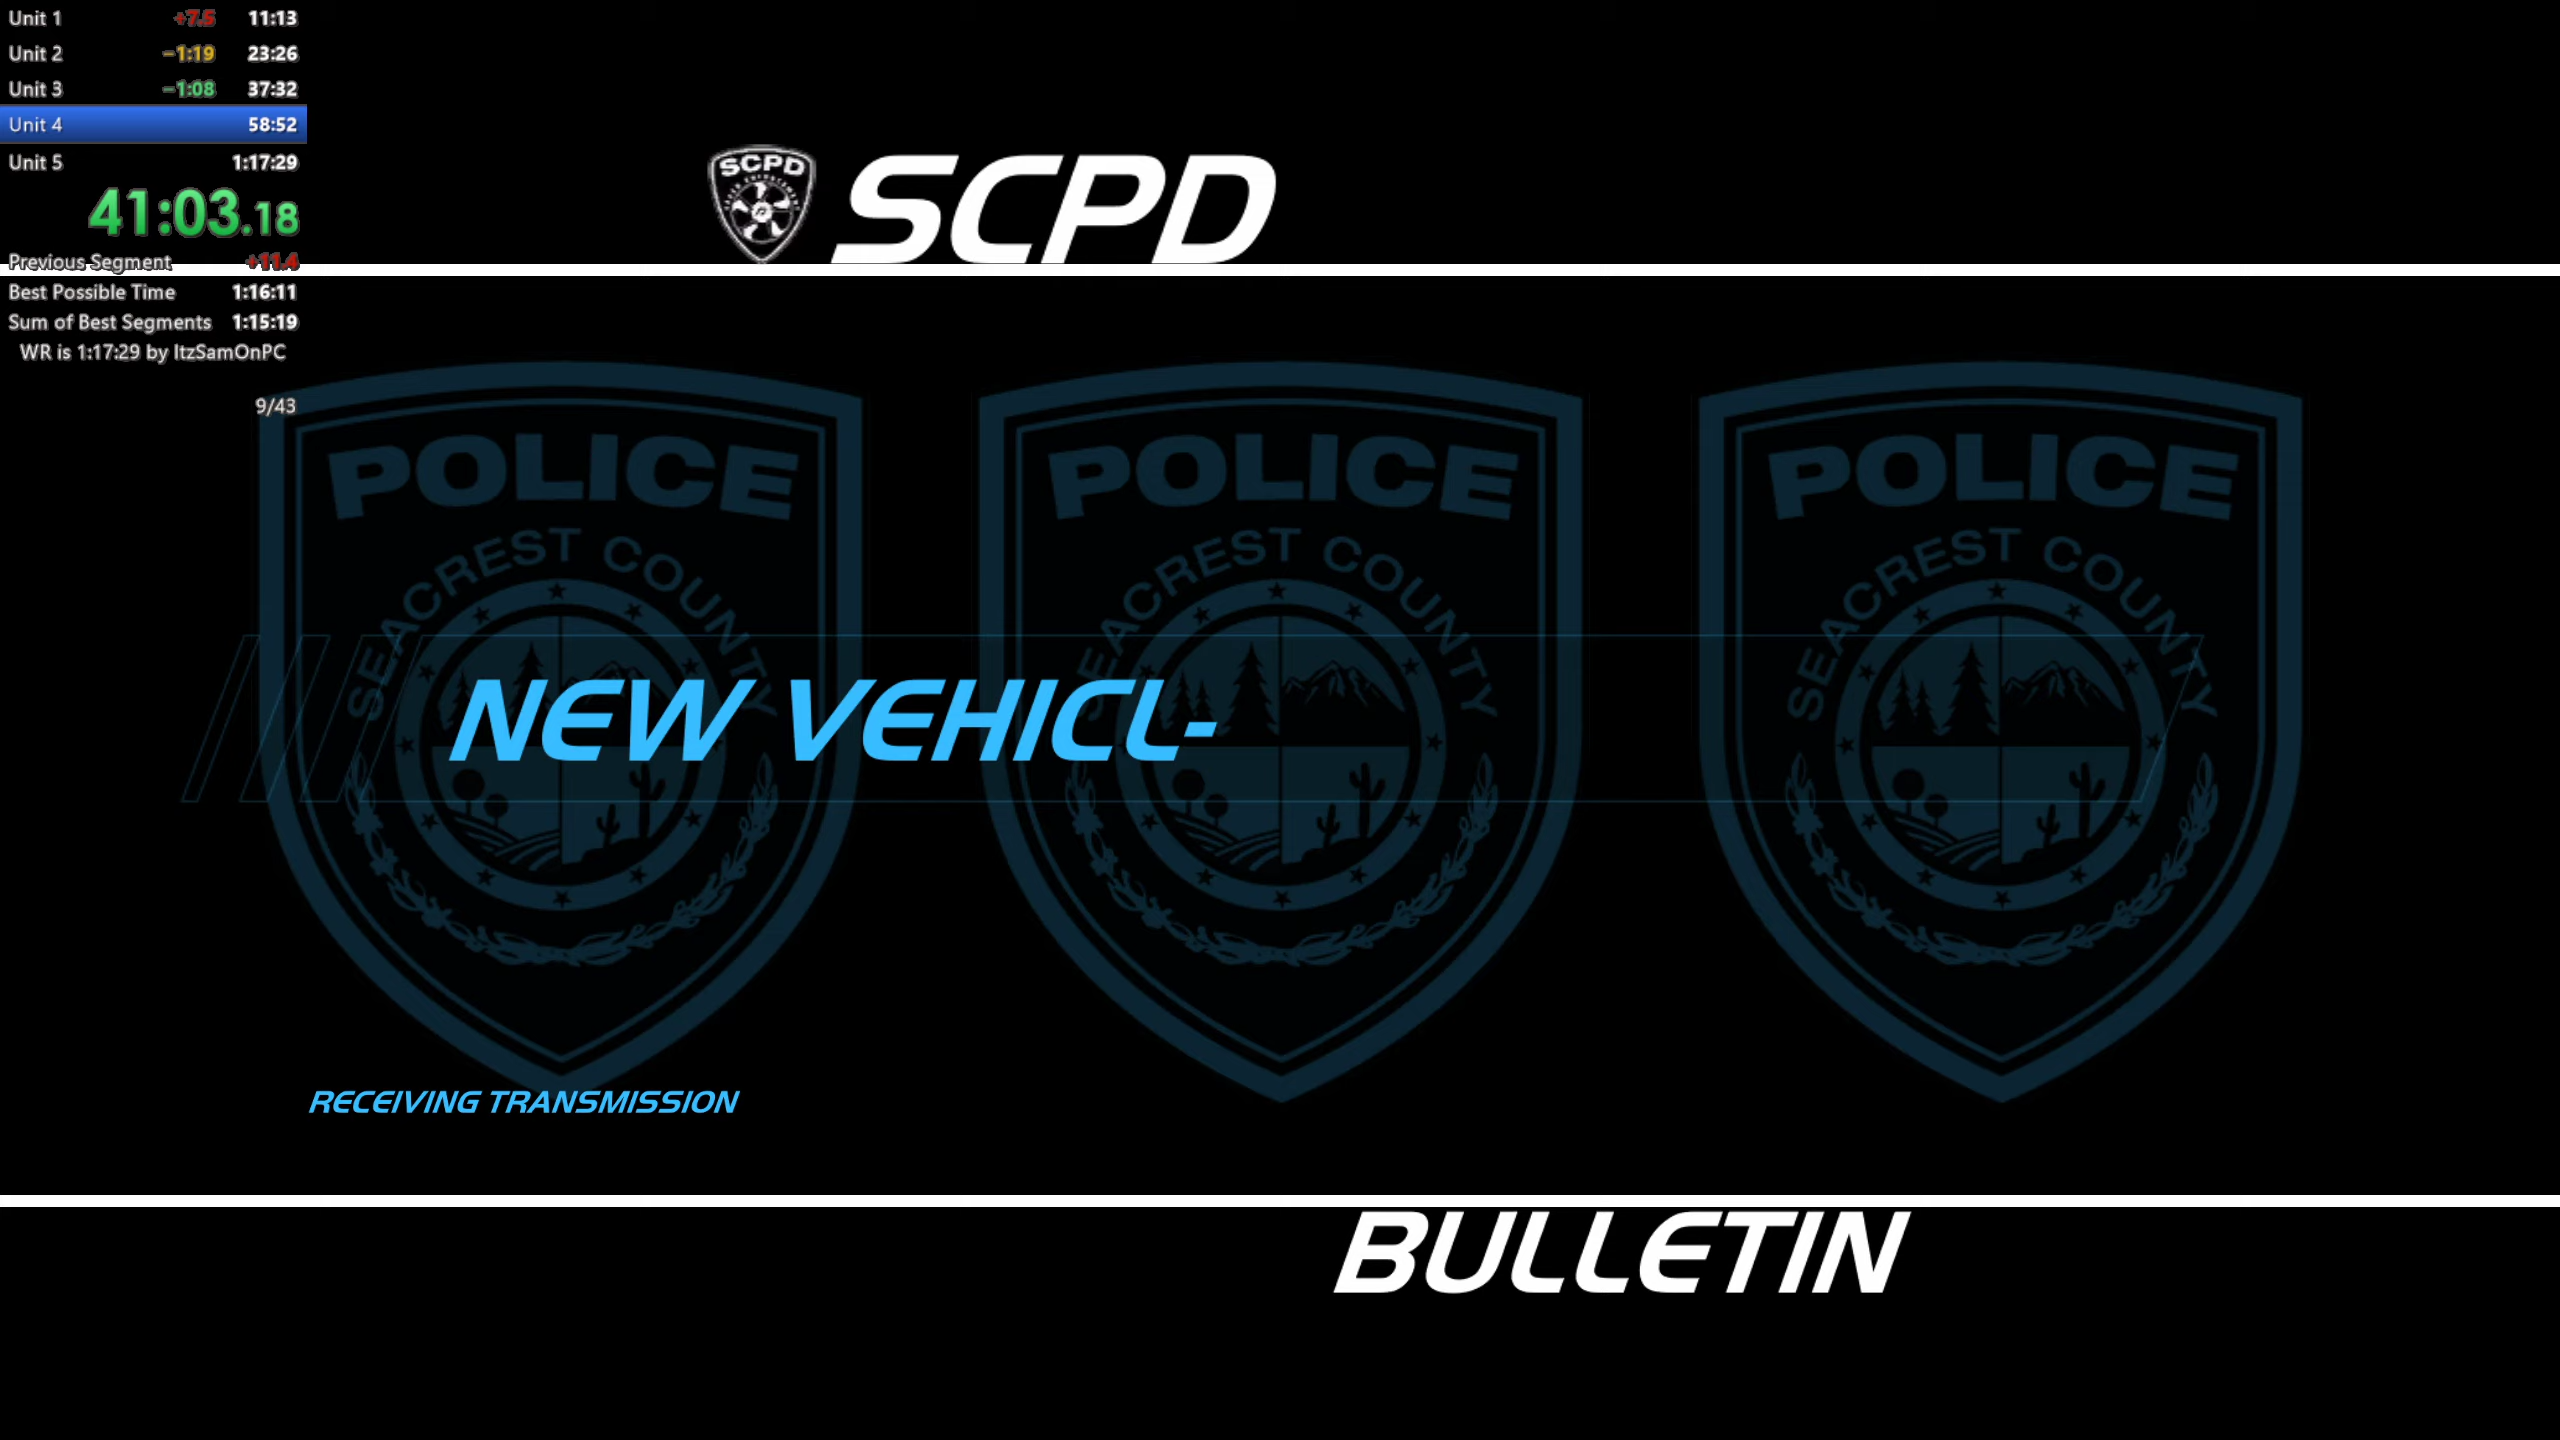 Unit 1 +7.5 11:13
Unit 2 −1:19 23:26
Unit 3 −1:08 37:32
Unit 4 58:52
Unit 5 1:17:29
41:03.18
Previous Segment +11.4
Best Possible Time 1:16:11
Sum of Best Segments 1:15:19
WR is 1:17:29 by ItzSamOnPC
9/43
SCPD
SCPD
POLICE POLICE POLICE
SEACREST COUNTY SEACREST COUNTY SEACREST COUNTY
NEW VEHICL-
RECEIVING TRANSMISSION
BULLETIN